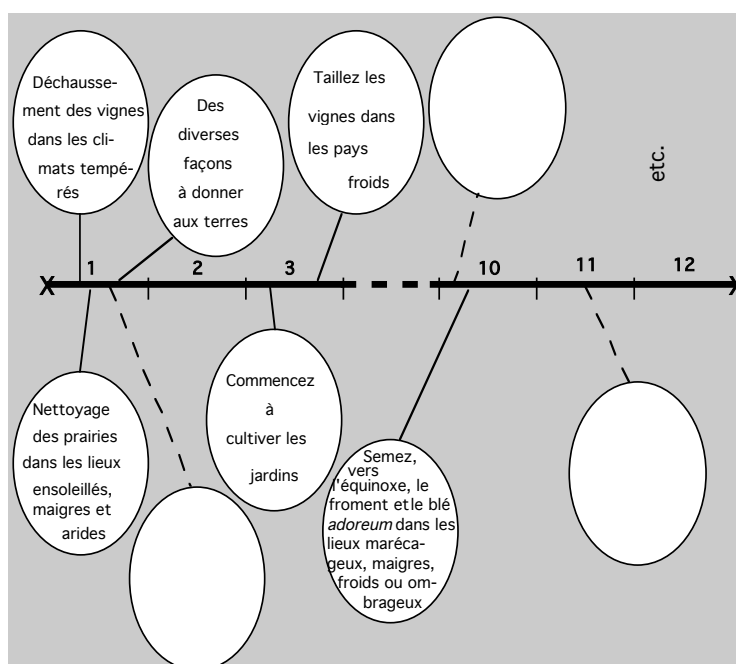 Déchausse-
ment des vignes
dans les cli-
mats tempé-
rés
Des
diverses
façons
à donner
aux terres
Taillez les
vignes dans
les pays
froids
etc.
1 2 3 10 11 12
Nettoyage
des prairies
dans les lieux
ensoleillés,
maigres et
arides
Commencez
à
cultiver les
jardins
Semez,
vers
l'équinoxe, le
froment et le blé
adoreum dans les
lieux maréca-
geux, maigres,
froids ou om-
brageux